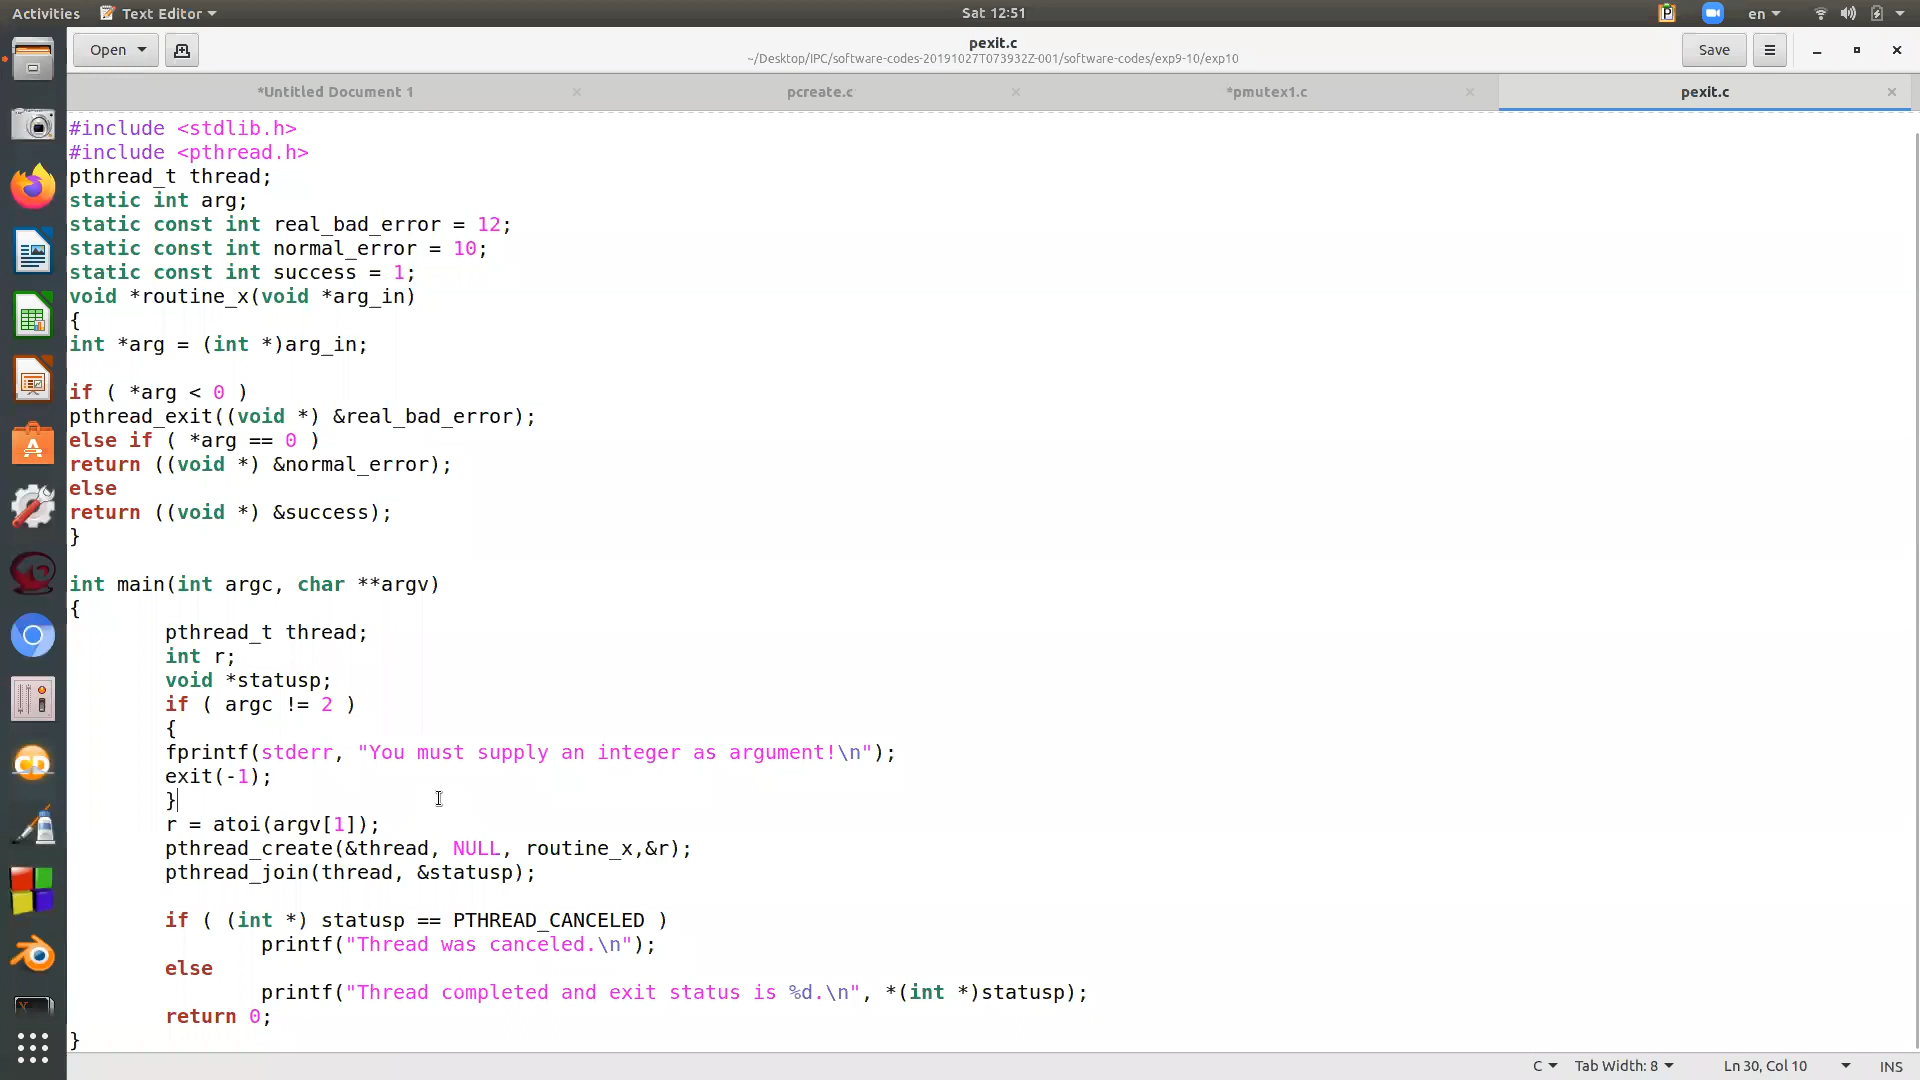 Activities Text Editor Sat 12:51 en
Open pexit.c Save
~/Desktop/IPC/software-codes-20191027T073932Z-001/software-codes/exp9-10/exp10
*Untitled Document 1 pcreate.c *pmutex1.c pexit.c
#include <stdlib.h>
#include <pthread.h>
pthread_t thread;
static int arg;
static const int real_bad_error = 12;
static const int normal_error = 10;
static const int success = 1;
void *routine_x(void *arg_in)
{
int *arg = (int *)arg_in;
if ( *arg < 0 )
pthread_exit((void *) &real_bad_error);
else if ( *arg == 0 )
return ((void *) &normal_error);
else
return ((void *) &success);
}
int main(int argc, char **argv)
{
pthread_t thread;
int r;
void *statusp;
if ( argc != 2 )
{
fprintf(stderr, "You must supply an integer as argument!\n");
exit(-1);
}
r = atoi(argv[1]);
pthread_create(&thread, NULL, routine_x,&r);
pthread_join(thread, &statusp);
if ( (int *) statusp == PTHREAD_CANCELED )
printf("Thread was canceled.\n");
else
printf("Thread completed and exit status is %d.\n", *(int *)statusp);
return 0;
}
C Tab Width: 8 Ln 30, Col 10 INS